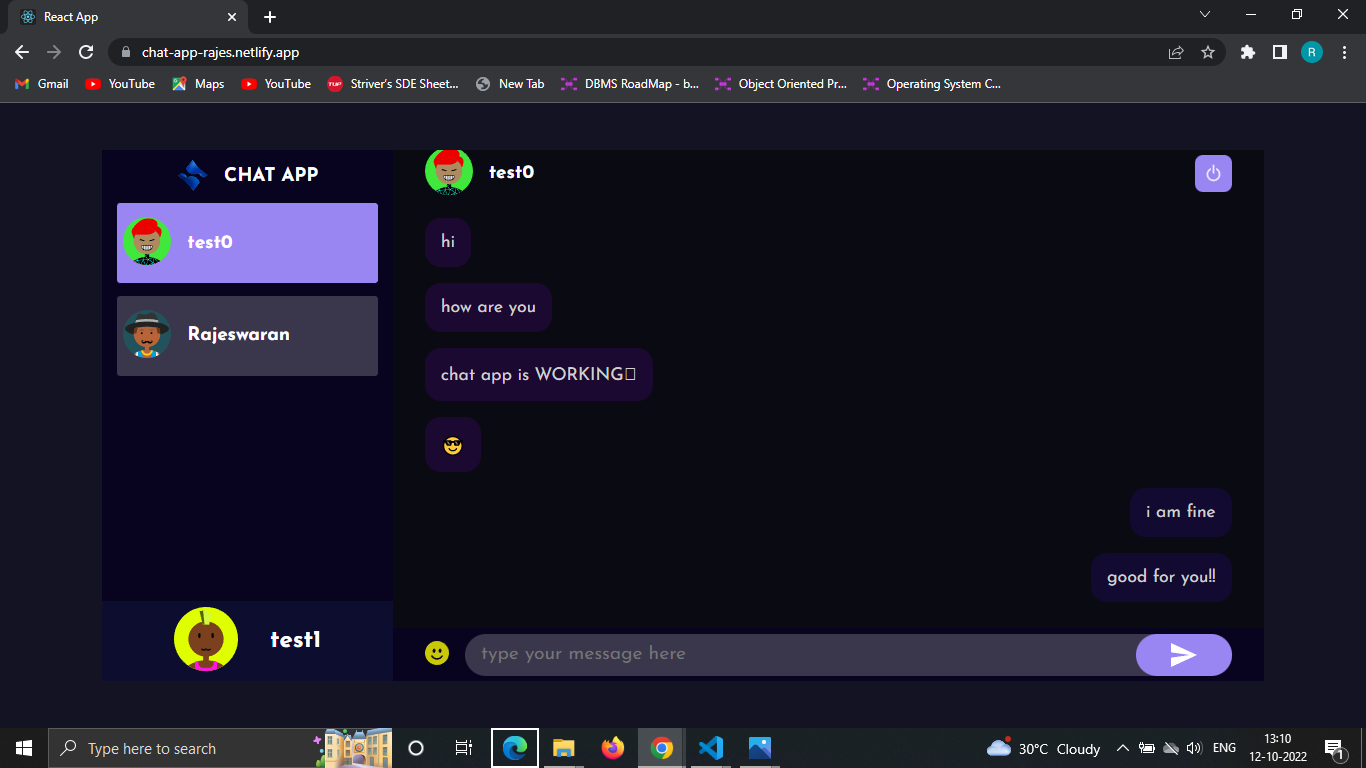 React App
chat-app-rajes.netlify.app
R
Gmail YouTube Maps YouTube TUF Striver's SDE Sheet... New Tab DBMS RoadMap - b... Object Oriented Pr... Operating System C...
CHAT APP
test0
Rajeswaran
test1
test0
hi
how are you
chat app is WORKING▯
😎
i am fine
good for you!!
type your message here
Type here to search
30°C Cloudy
ENG
13:10
12-10-2022
1